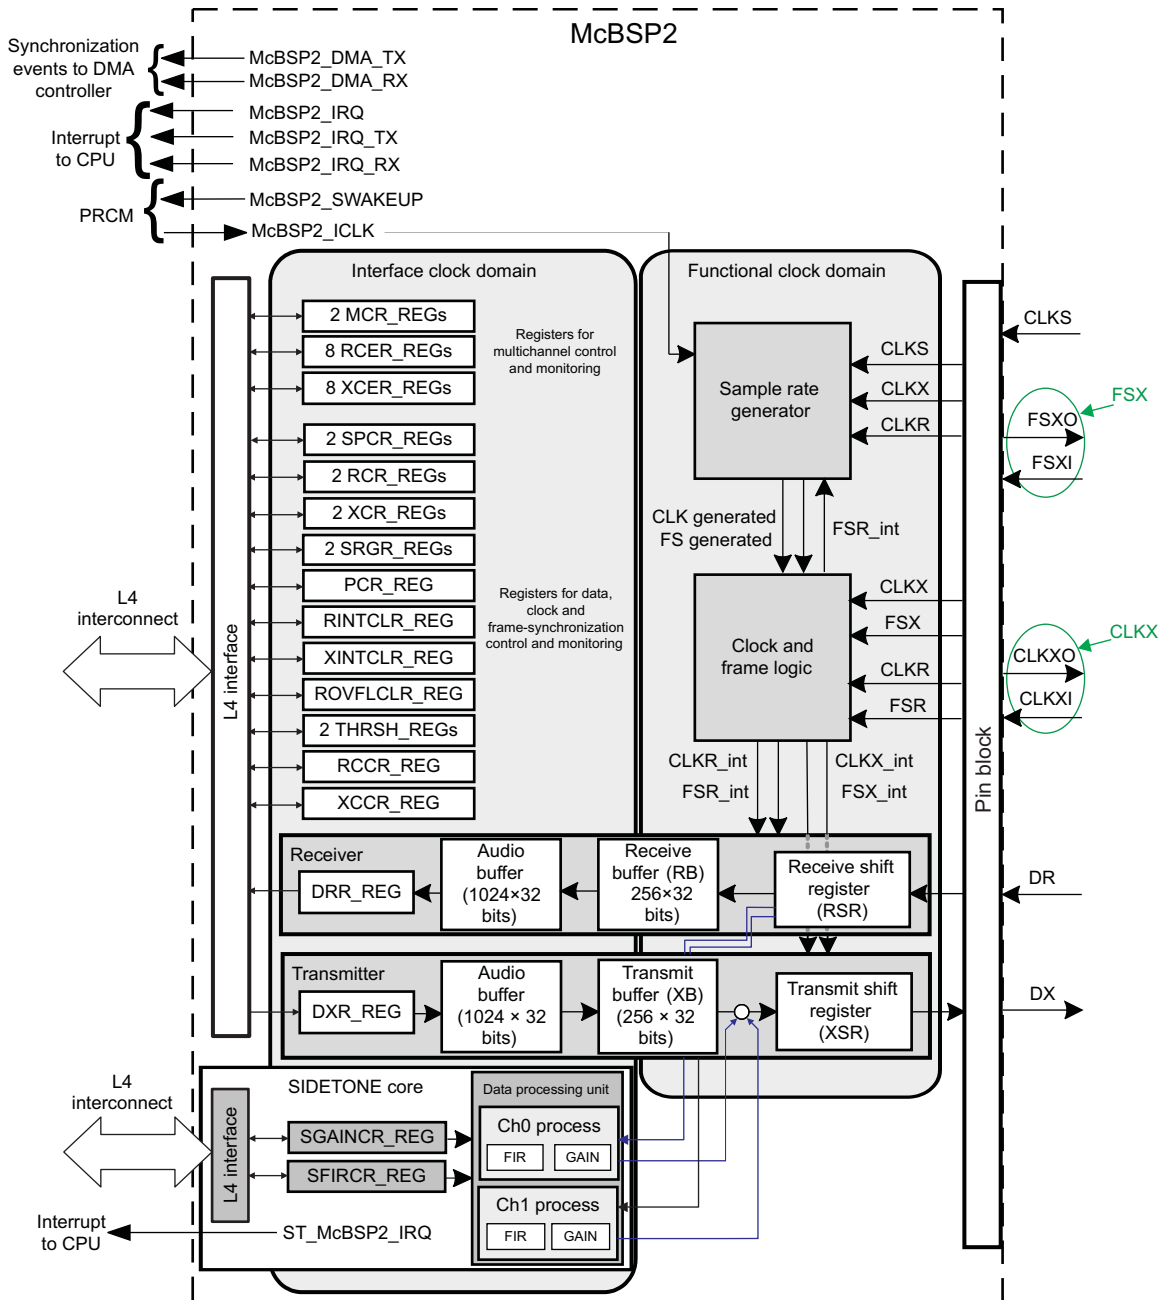 McBSP2
Synchronization
events to DMA
controller
McBSP2_DMA_TX
McBSP2_DMA_RX
Interrupt
to CPU
McBSP2_IRQ
McBSP2_IRQ_TX
McBSP2_IRQ_RX
PRCM
McBSP2_SWAKEUP
McBSP2_ICLK
Interface clock domain
Functional clock domain
2 MCR_REGs
8 RCER_REGs
8 XCER_REGs
Registers for
multichannel control
and monitoring
2 SPCR_REGs
2 RCR_REGs
2 XCR_REGs
2 SRGR_REGs
PCR_REG
RINTCLR_REG
XINTCLR_REG
ROVFLCLR_REG
2 THRSH_REGs
RCCR_REG
XCCR_REG
Registers for data,
clock and
frame-synchronization
control and monitoring
L4
interconnect
L4 interface
Sample rate
generator
CLKS
CLKX
CLKR
CLK generated
FS generated
FSR_int
Clock and
frame logic
CLKX
FSX
CLKR
FSR
CLKR_int
FSR_int
CLKX_int
FSX_int
Pin block
CLKS
FSX
FSXO
FSXI
CLKX
CLKXO
CLKXI
DR
DX
Receiver
DRR_REG
Audio
buffer
(1024×32
bits)
Receive
buffer (RB)
256×32
bits)
Receive shift
register
(RSR)
Transmitter
DXR_REG
Audio
buffer
(1024 × 32
bits)
Transmit
buffer (XB)
(256 × 32
bits)
Transmit shift
register
(XSR)
L4
interconnect
L4 interface
SIDETONE core
SGAINCR_REG
SFIRCR_REG
Data processing unit
Ch0 process
FIR
GAIN
Ch1 process
FIR
GAIN
Interrupt
to CPU
ST_McBSP2_IRQ